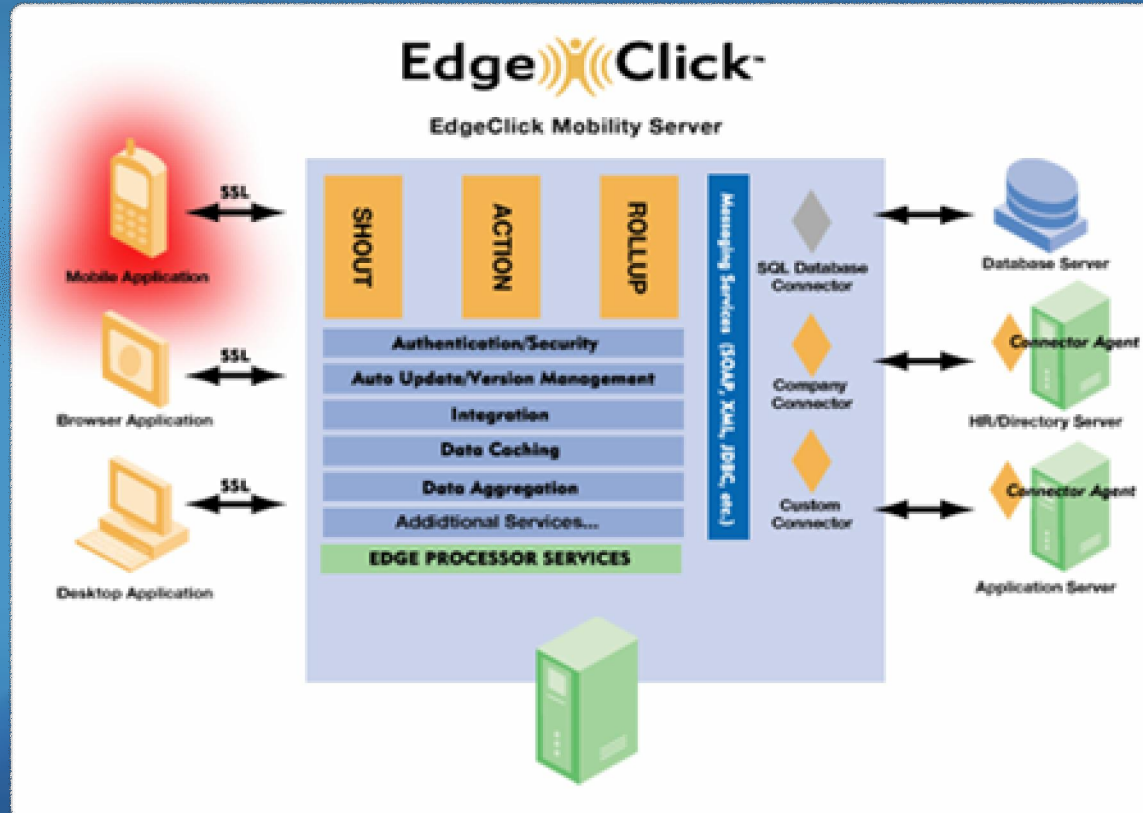 Edge Click™
EdgeClick Mobility Server
SSL
Mobile Application
SSL
Browser Application
SSL
Desktop Application
SHOUT
ACTION
ROLLUP
Authentication/Security
Auto Update/Version Management
Integration
Data Caching
Data Aggregation
Addidtional Services...
EDGE PROCESSOR SERVICES
Messaging Services (SOAP, XML, JDBC, etc.)
SQL Database
Connector
Company
Connector
Custom
Connector
Database Server
Connector Agent
HR/Directory Server
Connector Agent
Application Server